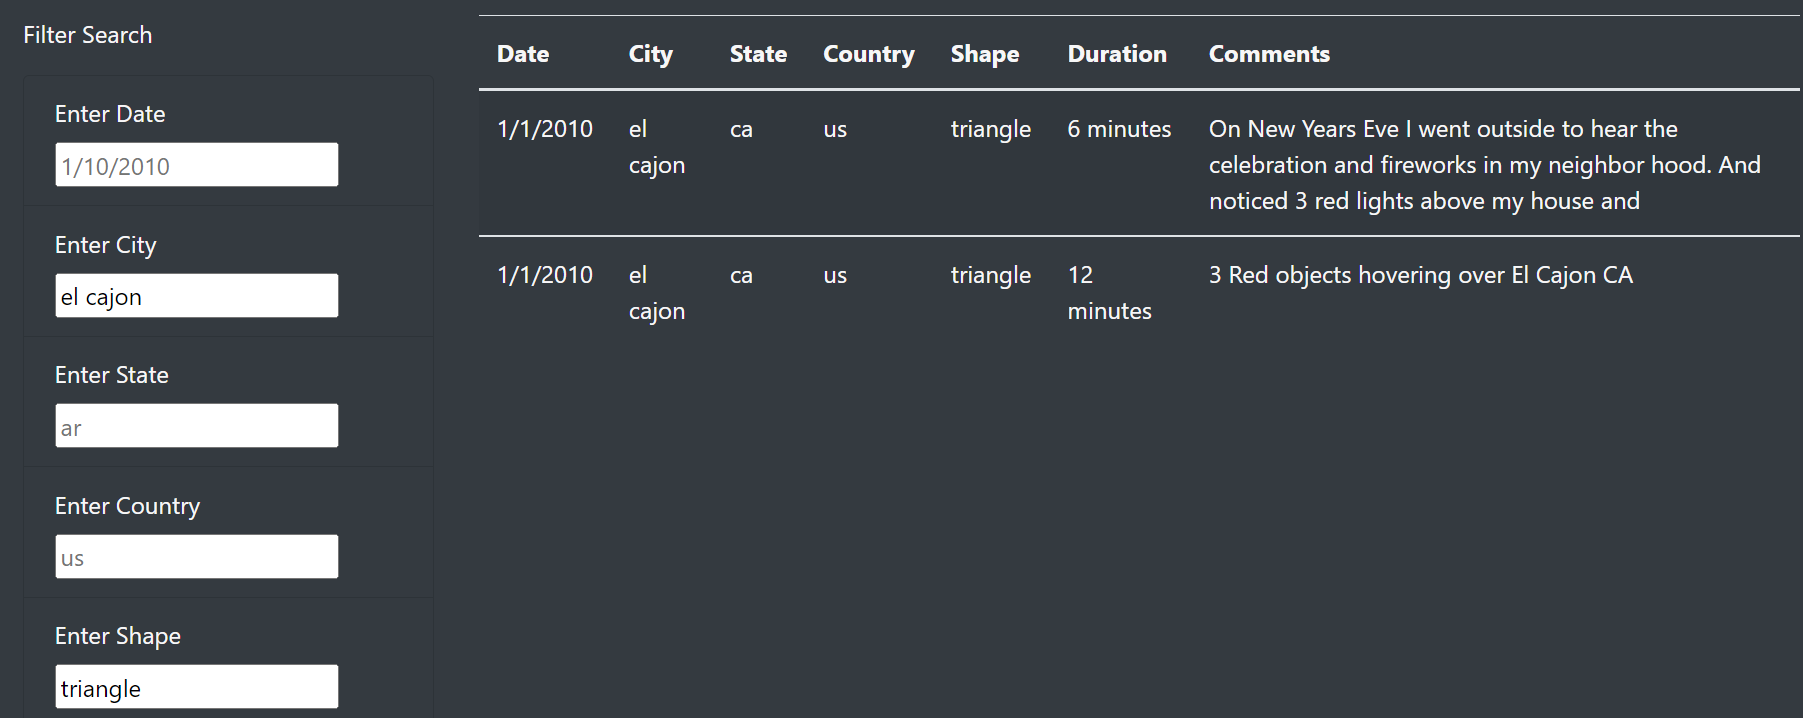 Filter Search
Enter Date
1/10/2010
Enter City
el cajon
Enter State
ar
Enter Country
us
Enter Shape
triangle
Date City State Country Shape Duration Comments
1/1/2010 el ca us triangle 6 minutes On New Years Eve I went outside to hear the
cajon celebration and fireworks in my neighbor hood. And
noticed 3 red lights above my house and
1/1/2010 el ca us triangle 12 3 Red objects hovering over El Cajon CA
cajon minutes